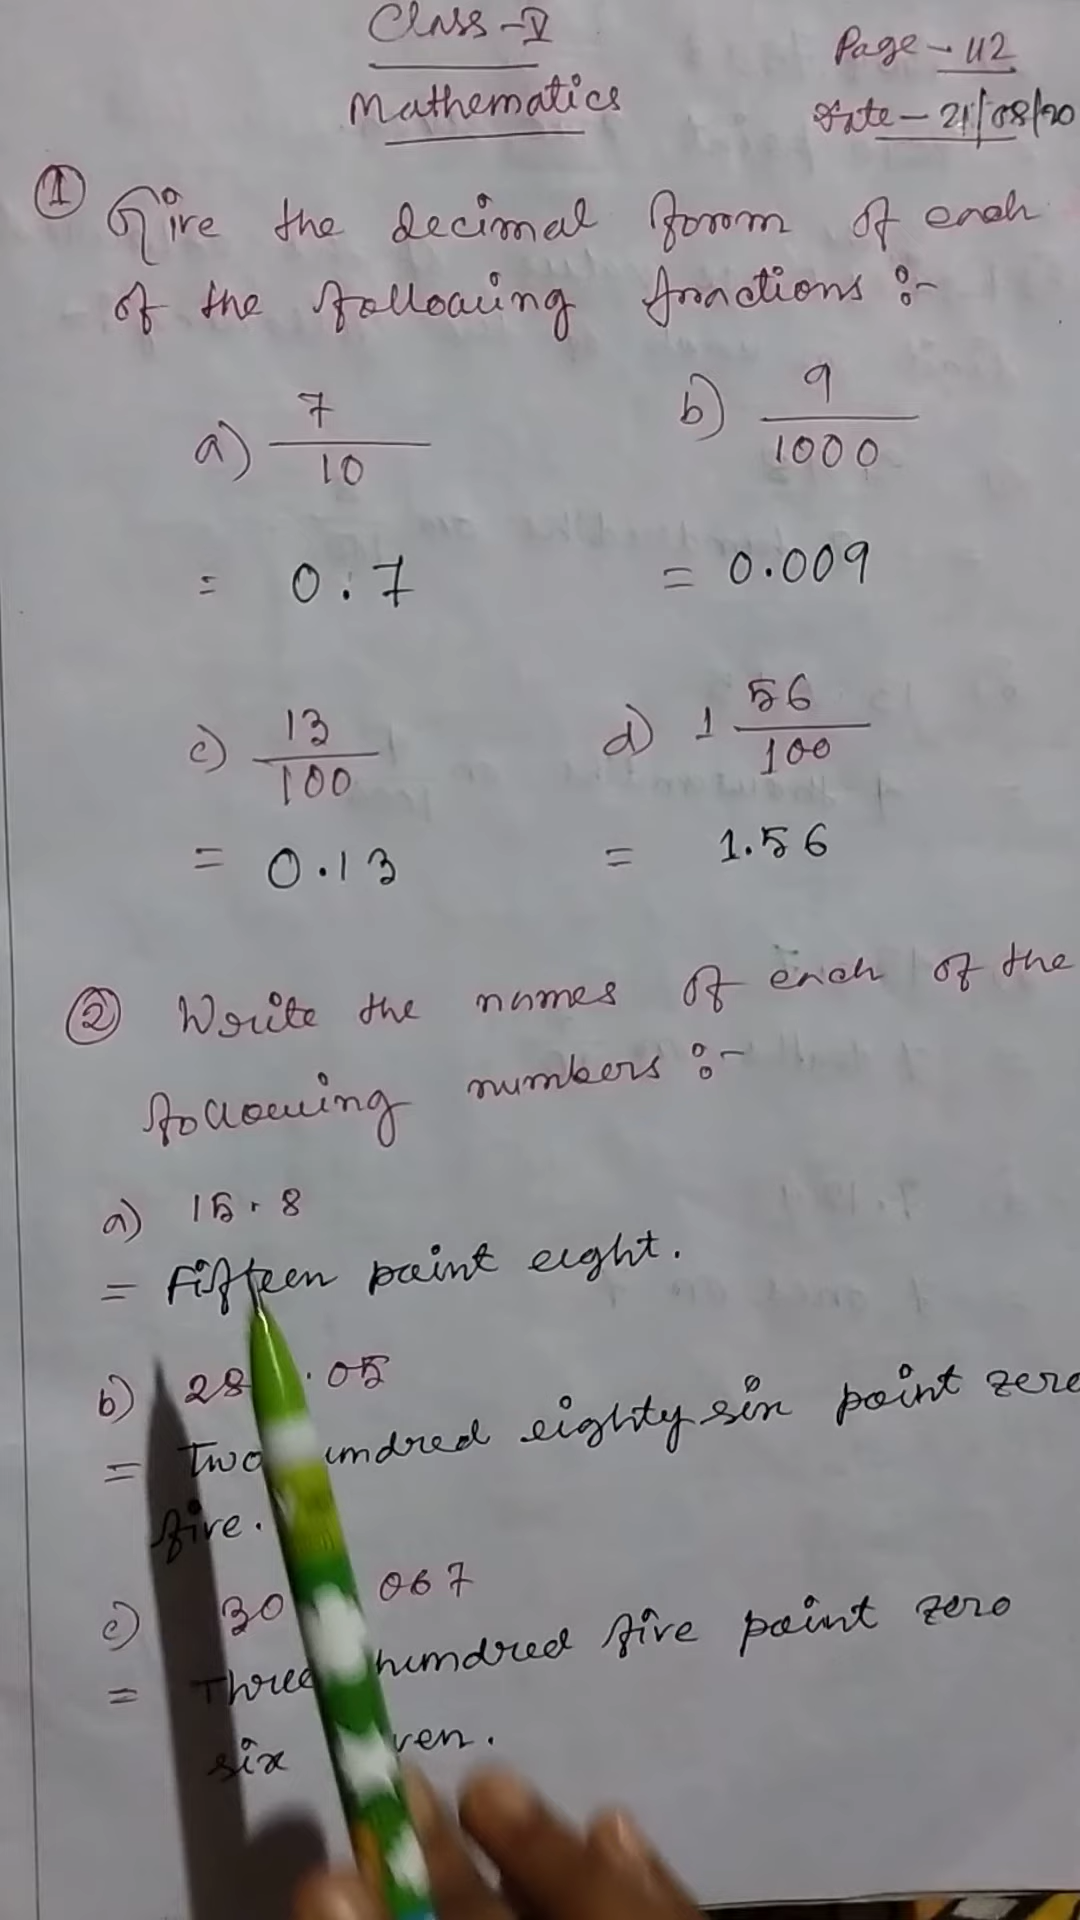 Class-V
Mathematics
Page - 112
Date - 21/08/20
① Give the decimal form of each
of the following fractions :-
a) 7/10
b) 9/1000
= 0.7
= 0.009
c) 13/100
d) 1 56/100
= 0.13
= 1.56
② Write the names of each of the
following numbers :-
a) 15.8
= Fifteen point eight.
b) 28 .05
= Two undred eighty six point zero
five.
c) 30 067
= Three hundred five point zero
six ven.